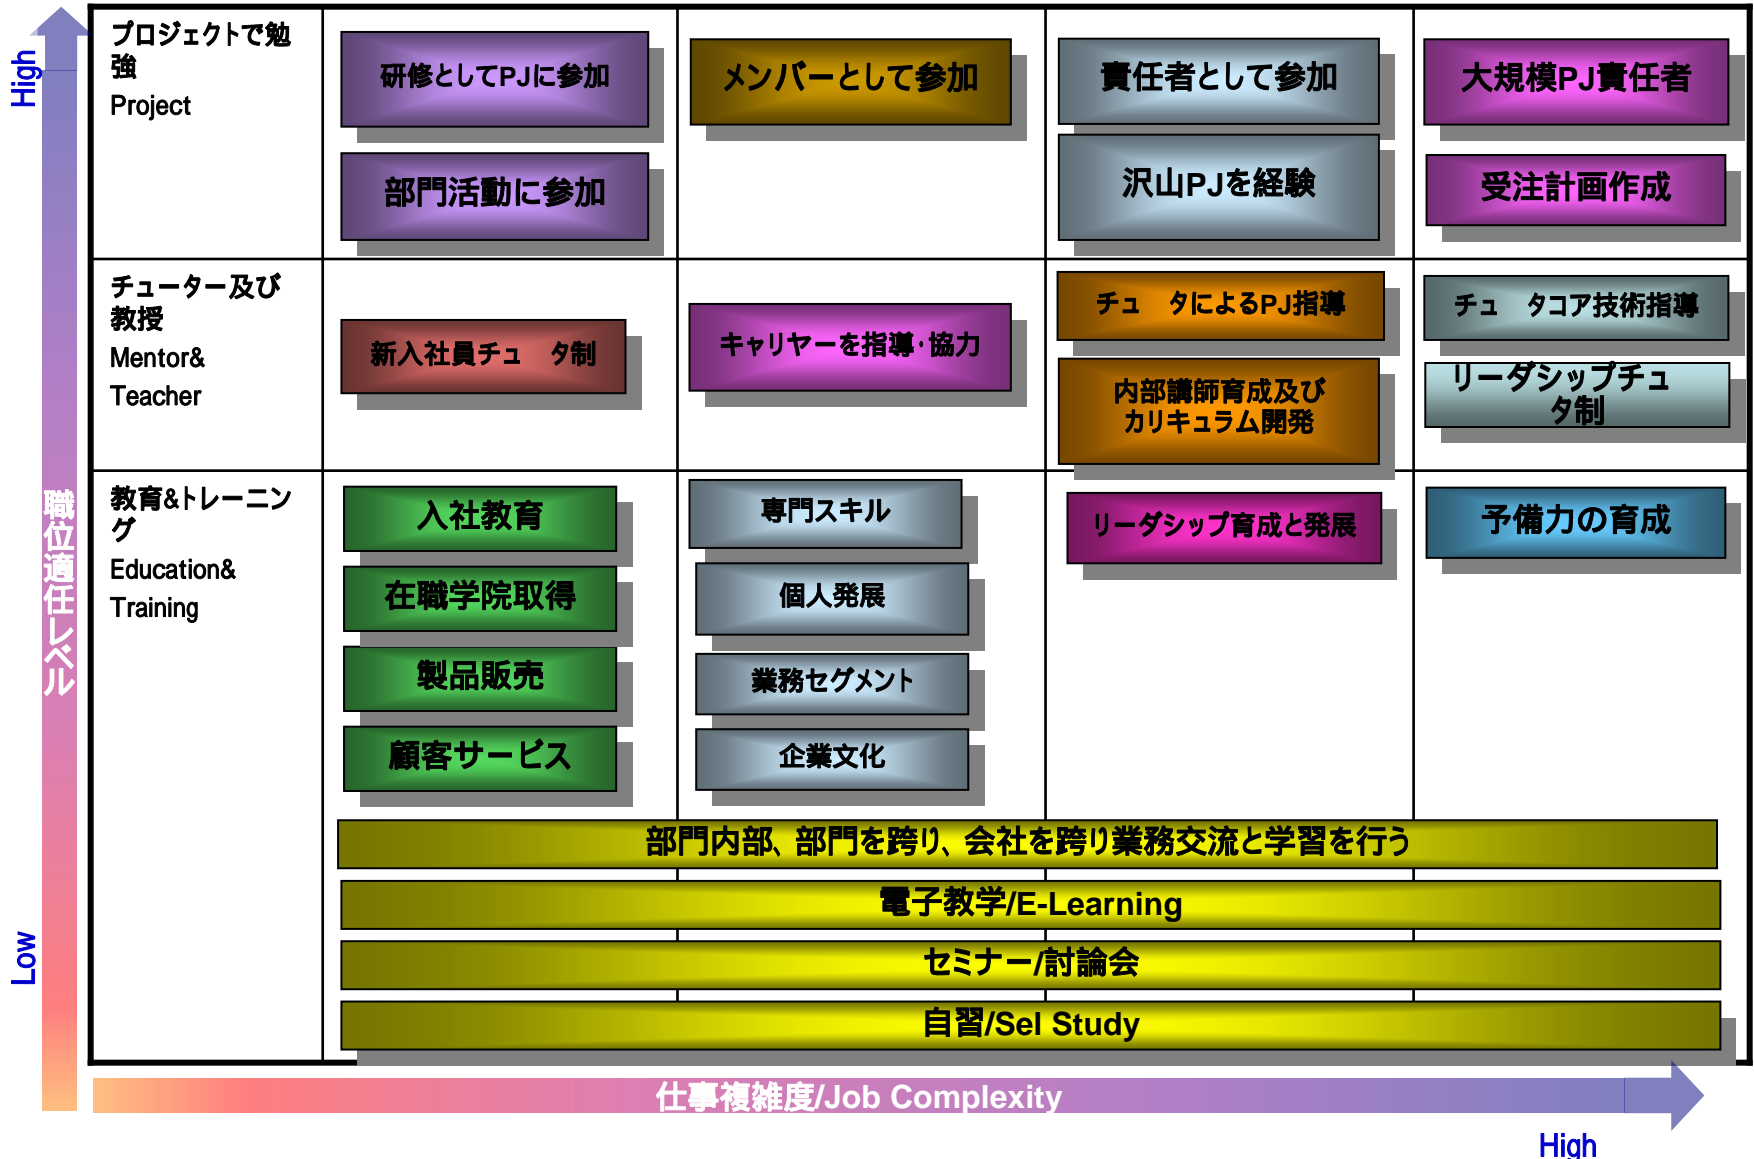 High
プロジェクトで勉
強
Project
研修としてPJに参加
部門活動に参加
メンバーとして参加
責任者として参加
沢山PJを経験
大規模PJ責任者
受注計画作成
チューター及び
教授
Mentor&
Teacher
新入社員チュ タ制
キャリヤーを指導・協力
チュ タによるPJ指導
内部講師育成及び
カリキュラム開発
チュ タコア技術指導
リーダシップチュ
タ制
職位適任レベル
教育&トレーニン
グ
Education&
Training
入社教育
在職学院取得
製品販売
顧客サービス
専門スキル
個人発展
業務セグメント
企業文化
リーダシップ育成と発展
予備力の育成
部門内部、部門を跨り、会社を跨り業務交流と学習を行う
電子教学/E-Learning
セミナー/討論会
自習/Sel Study
Low
仕事複雑度/Job Complexity
High